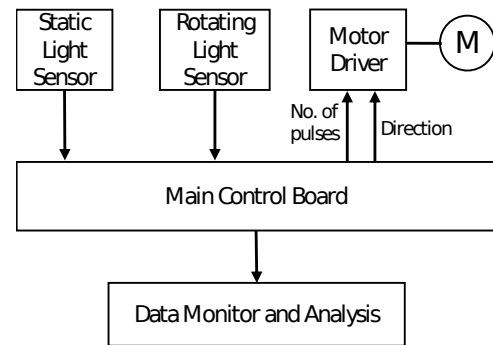 Static
Light
Sensor
Rotating
Light
Sensor
Motor
Driver
M
No. of
pulses
Direction
Main Control Board
Data Monitor and Analysis